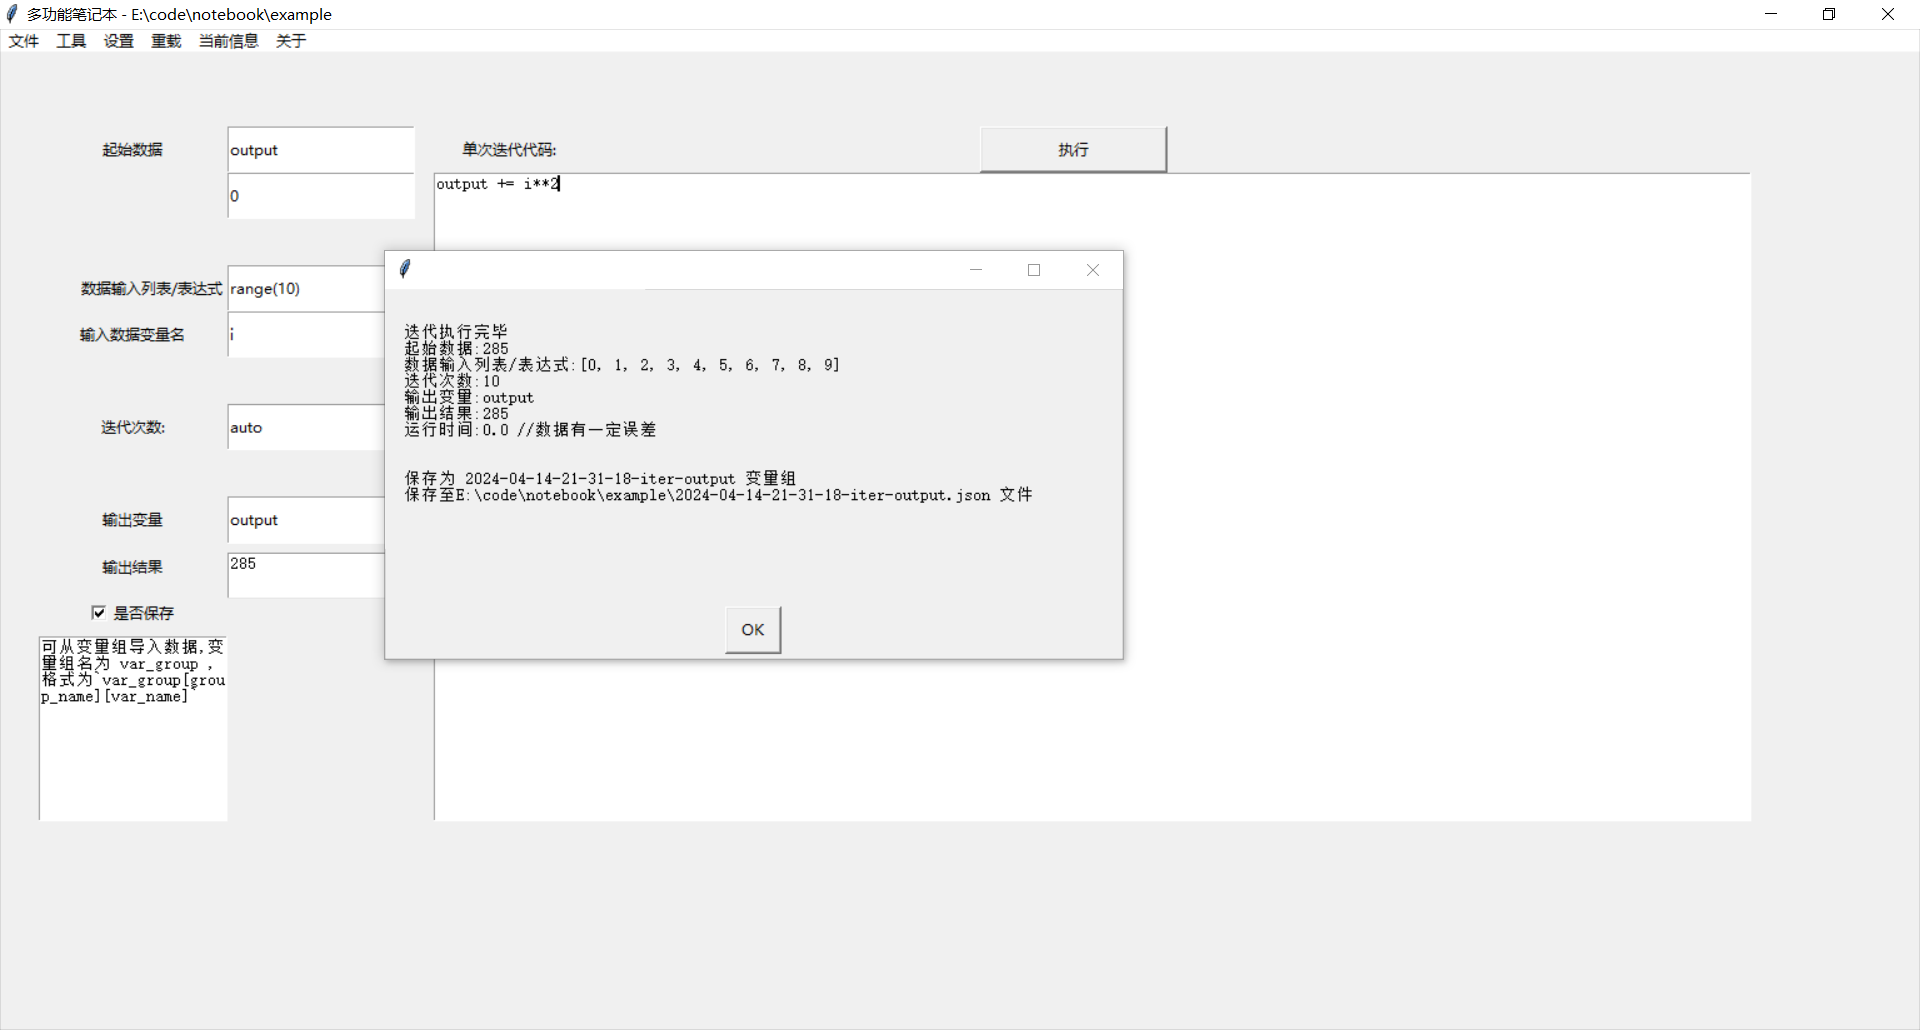 多功能笔记本 - E:\code\notebook\example
文件 工具 设置 重载 当前信息 关于
起始数据
output
0
单次迭代代码:
执行
output += i**2
数据输入列表/表达式
range(10)
输入数据变量名
i
迭代次数:
auto
输出变量
output
输出结果
285
是否保存
可从变量组导入数据,变
量组名为 var_group ,
格式为`var_group[grou
p_name][var_name]`
迭代执行完毕
起始数据:285
数据输入列表/表达式:[0, 1, 2, 3, 4, 5, 6, 7, 8, 9]
迭代次数:10
输出变量:output
输出结果:285
运行时间:0.0 //数据有一定误差
保存为 2024-04-14-21-31-18-iter-output 变量组
保存至E:\code\notebook\example\2024-04-14-21-31-18-iter-output.json 文件
OK